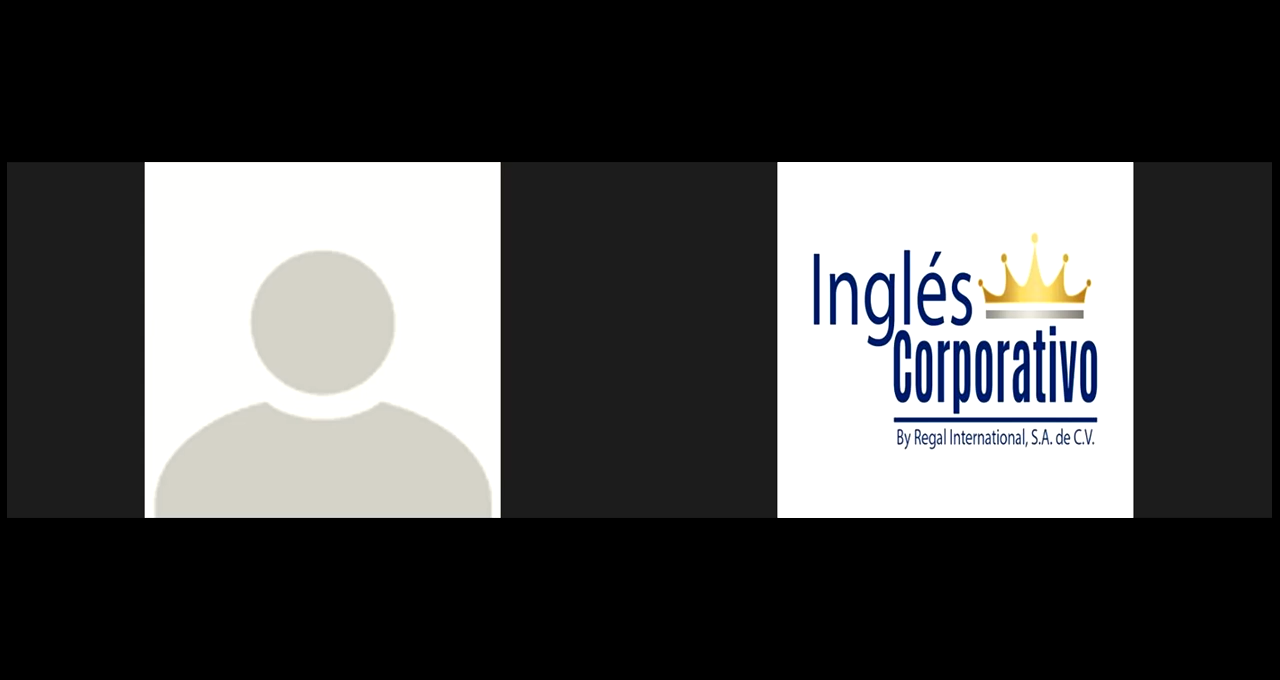 Inglés
Corporativo
By Regal International, S.A. de C.V.